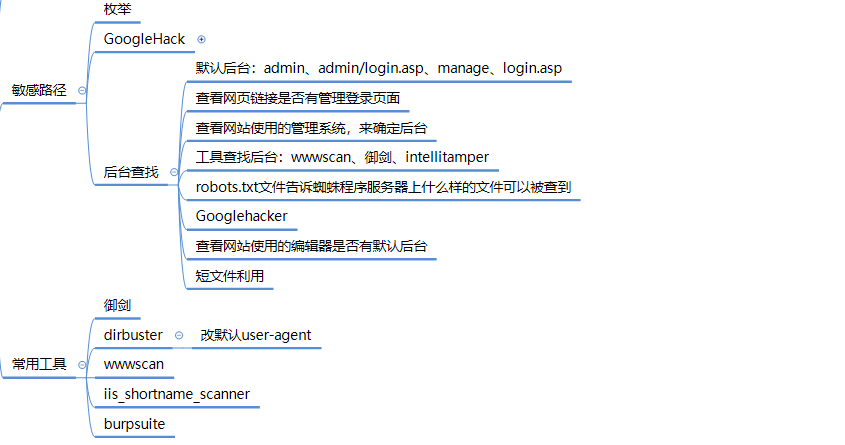 枚举
GoogleHack
敏感路径
默认后台：admin、admin/login.asp、manage、login.asp
查看网页链接是否有管理登录页面
查看网站使用的管理系统，来确定后台
工具查找后台：wwwscan、御剑、intellitamper
后台查找
robots.txt文件告诉蜘蛛程序服务器上什么样的文件可以被查到
Googlehacker
查看网站使用的编辑器是否有默认后台
短文件利用
御剑
dirbuster 改默认user-agent
常用工具
wwwscan
iis_shortname_scanner
burpsuite